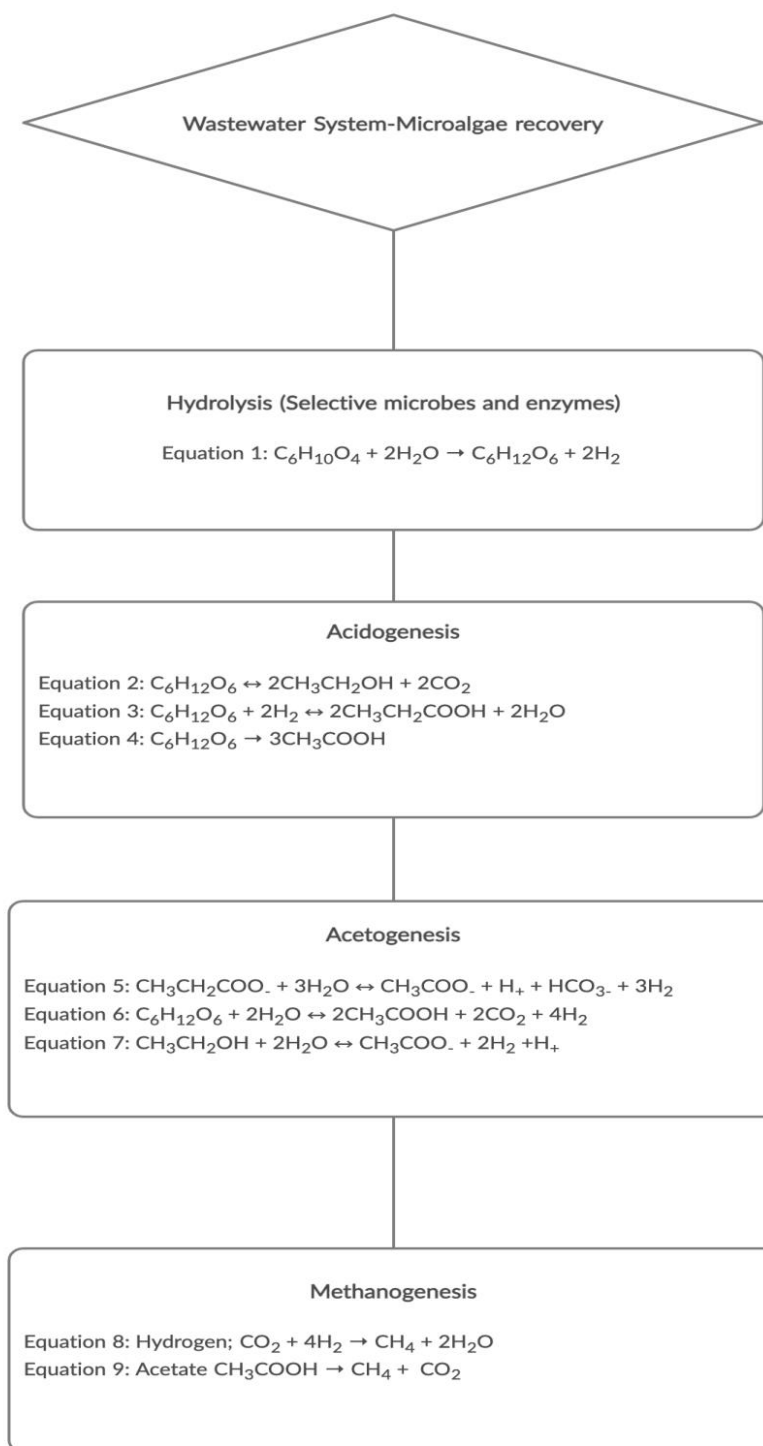 Wastewater System-Microalgae recovery
Hydrolysis (Selective microbes and enzymes)
Equation 1: C₆H₁₀O₄ + 2H₂O → C₆H₁₂O₆ + 2H₂
Acidogenesis
Equation 2: C₆H₁₂O₆ ↔ 2CH₃CH₂OH + 2CO₂
Equation 3: C₆H₁₂O₆ + 2H₂ ↔ 2CH₃CH₂COOH + 2H₂O
Equation 4: C₆H₁₂O₆ → 3CH₃COOH
Acetogenesis
Equation 5: CH₃CH₂COO₋ + 3H₂O ↔ CH₃COO₋ + H₊ + HCO₃₋ + 3H₂
Equation 6: C₆H₁₂O₆ + 2H₂O ↔ 2CH₃COOH + 2CO₂ + 4H₂
Equation 7: CH₃CH₂OH + 2H₂O ↔ CH₃COO₋ + 2H₂ +H₊
Methanogenesis
Equation 8: Hydrogen; CO₂ + 4H₂ → CH₄ + 2H₂O
Equation 9: Acetate CH₃COOH → CH₄ + CO₂